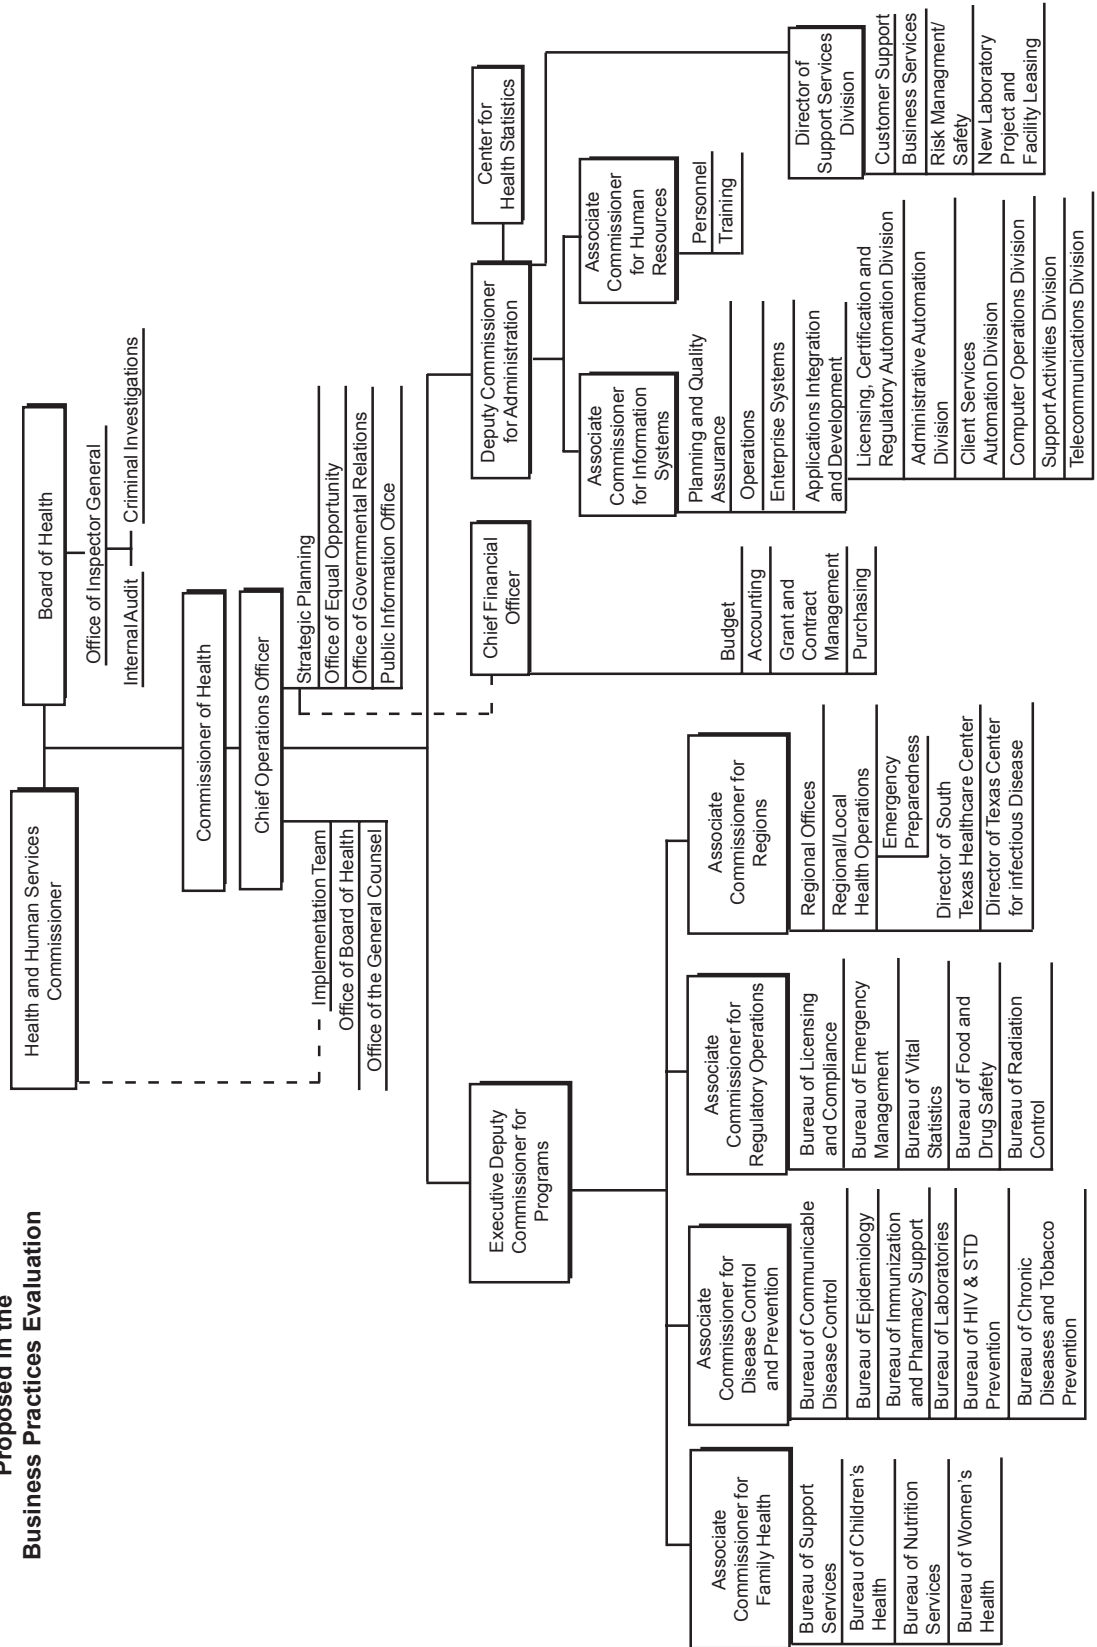 Proposed in the
Business Practices Evaluation
Health and Human Services
Commissioner
Board of Health
Office of Inspector General
Internal Audit
Criminal Investigations
Commissioner of Health
Chief Operations Officer
Implementation Team
Office of Board of Health
Office of the General Counsel
Strategic Planning
Office of Equal Opportunity
Office of Governmental Relations
Public Information Office
Executive Deputy
Commissioner for
Programs
Chief Financial
Officer
Deputy Commissioner
for Administration
Center for
Health Statistics
Associate
Commissioner for
Family Health
Bureau of Support
Services
Bureau of Children's
Health
Bureau of Nutrition
Services
Bureau of Women's
Health
Associate
Commissioner for
Disease Control
and Prevention
Bureau of Communicable
Disease Control
Bureau of Epidemiology
Bureau of Immunization
and Pharmacy Support
Bureau of Laboratories
Bureau of HIV & STD
Prevention
Bureau of Chronic
Diseases and Tobacco
Prevention
Associate
Commissioner for
Regulatory Operations
Bureau of Licensing
and Compliance
Bureau of Emergency
Management
Bureau of Vital
Statistics
Bureau of Food and
Drug Safety
Bureau of Radiation
Control
Associate
Commissioner for
Regions
Regional Offices
Regional/Local
Health Operations
Emergency
Preparedness
Director of South
Texas Healthcare Center
Director of Texas Center
for infectious Disease
Budget
Accounting
Grant and
Contract
Management
Purchasing
Associate
Commissioner
for Information
Systems
Planning and Quality
Assurance
Operations
Enterprise Systems
Applications Integration
and Development
Licensing, Certification and
Regulatory Automation Division
Administrative Automation
Division
Client Services
Automation Division
Computer Operations Division
Support Activities Division
Telecommunications Division
Associate
Commissioner
for Human
Resources
Personnel
Training
Director of
Support Services
Division
Customer Support
Business Services
Risk Managment/
Safety
New Laboratory
Project and
Facility Leasing